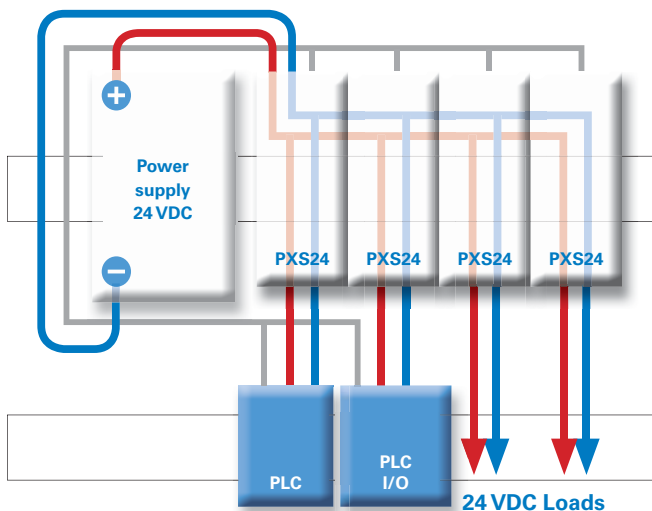 +
Power
supply
24 VDC
−
PXS24
PXS24
PXS24
PXS24
PLC
PLC
I/O
24 VDC Loads